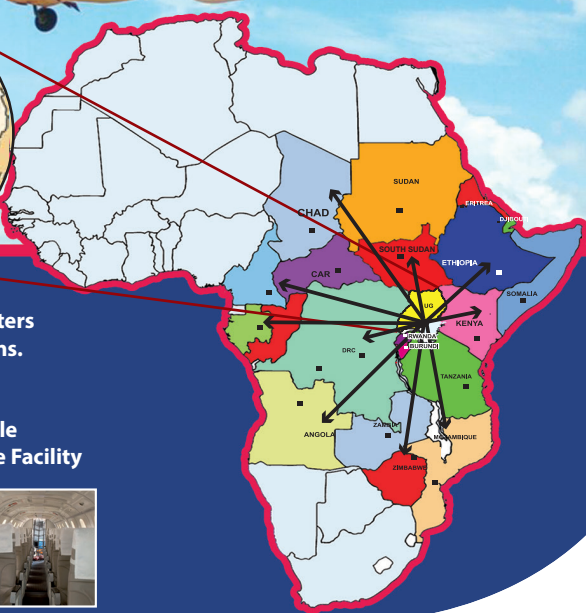 SUDAN
ERITREA
CHAD
DJIBOUTI
SOUTH SUDAN
ETHIOPIA
CAR
SOMALIA
UG
KENYA
RWANDA
BURUNDI
DRC
TANZANIA
ZAMBIA
ANGOLA
MOZAMBIQUE
ZIMBABWE
ters
ns.
le
e Facility